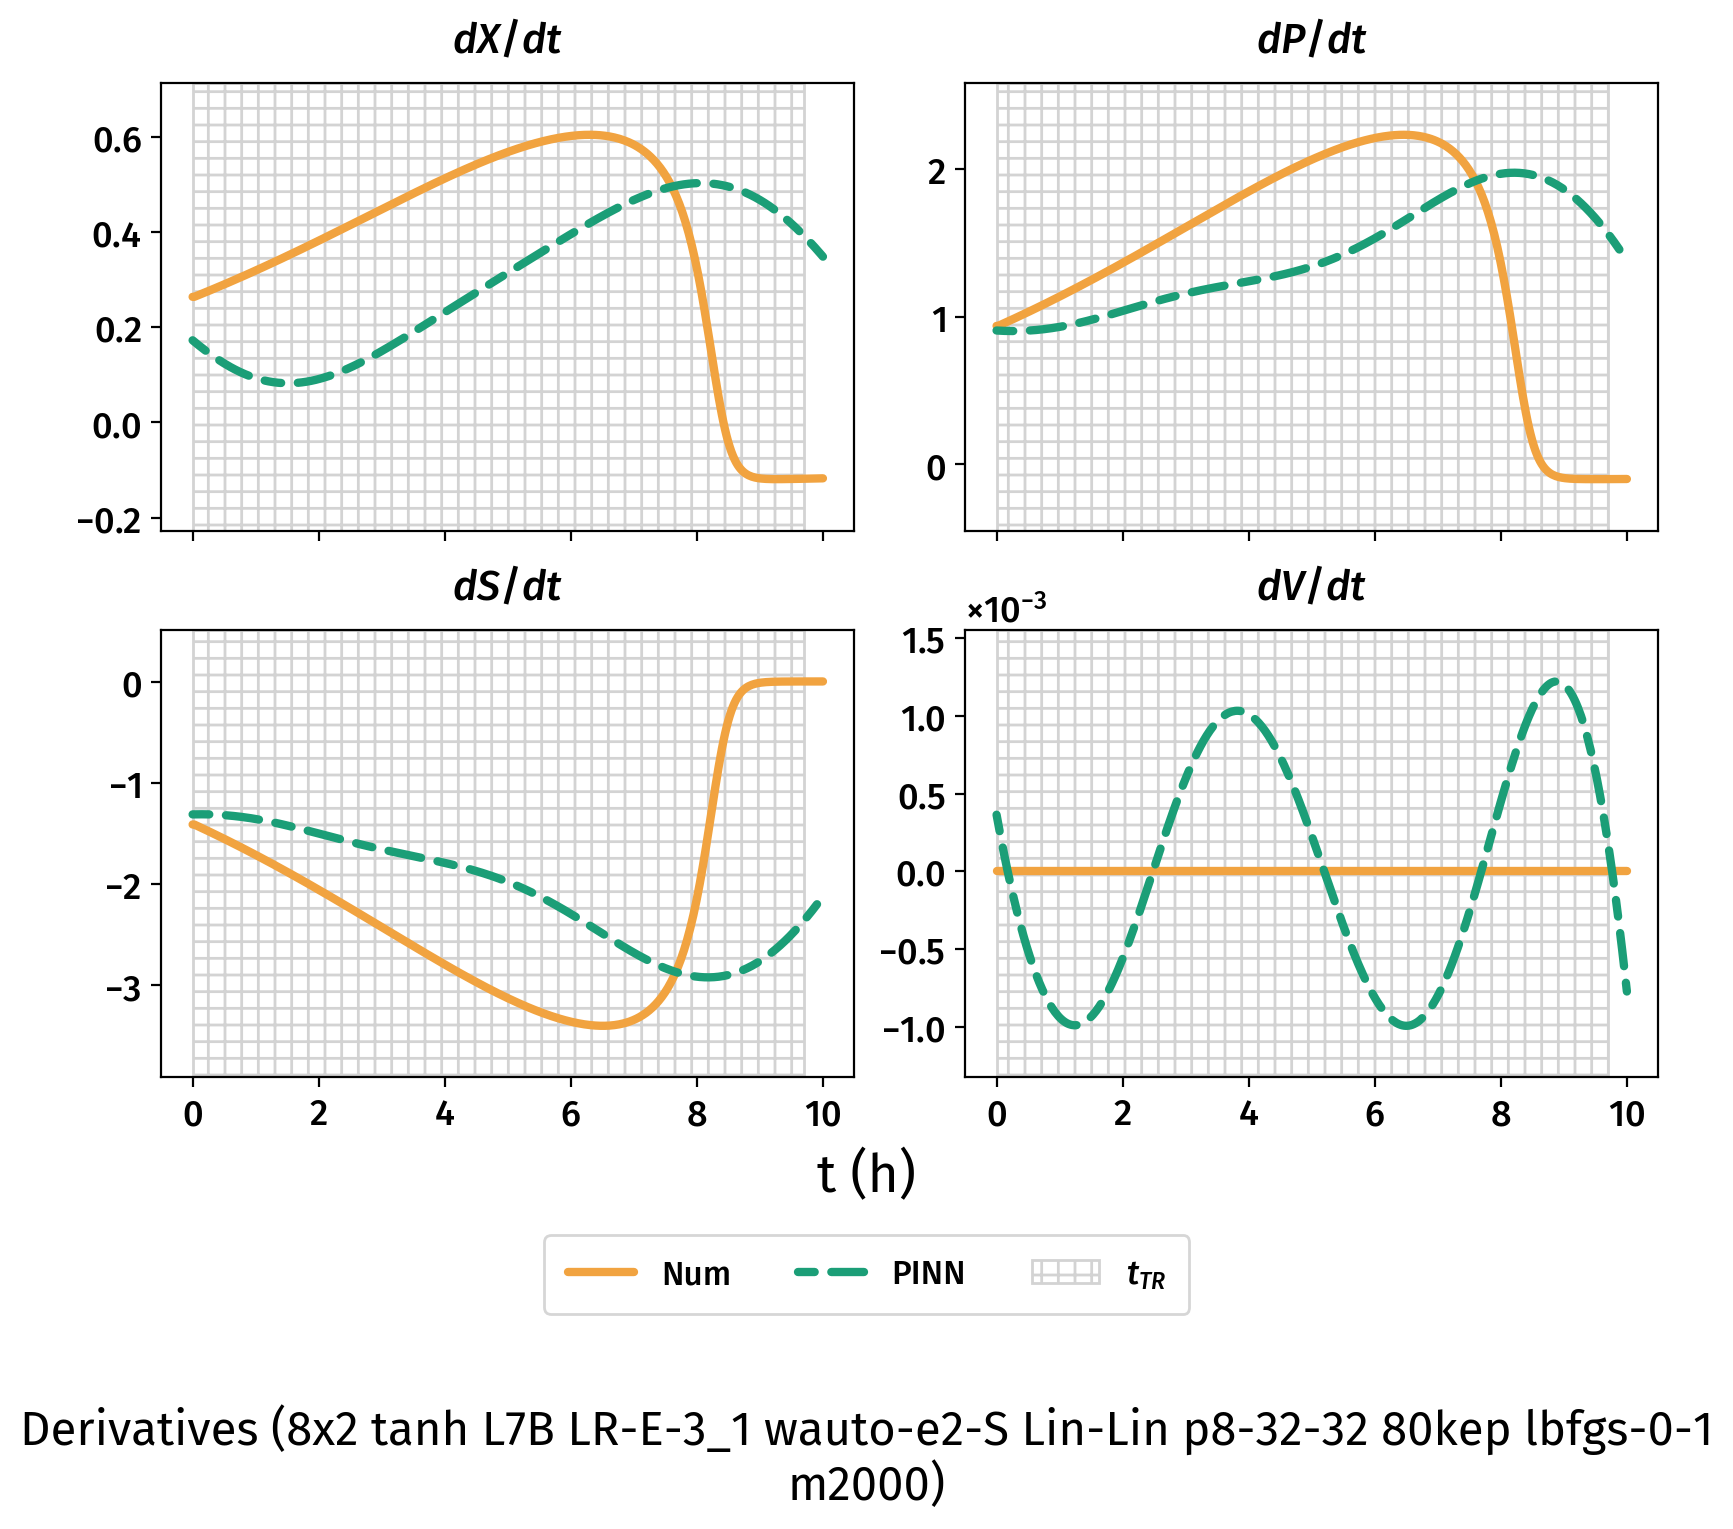 dX/dt
dP/dt
0.6
0.4
0.2
0.0
−0.2
2
1
0
dS/dt
dV/dt
×10⁻³
0
−1
−2
−3
1.5
1.0
0.5
0.0
−0.5
−1.0
0 2 4 6 8 10
0 2 4 6 8 10
t (h)
Num PINN t_TR
Derivatives (8x2 tanh L7B LR-E-3_1 wauto-e2-S Lin-Lin p8-32-32 80kep lbfgs-0-1
m2000)